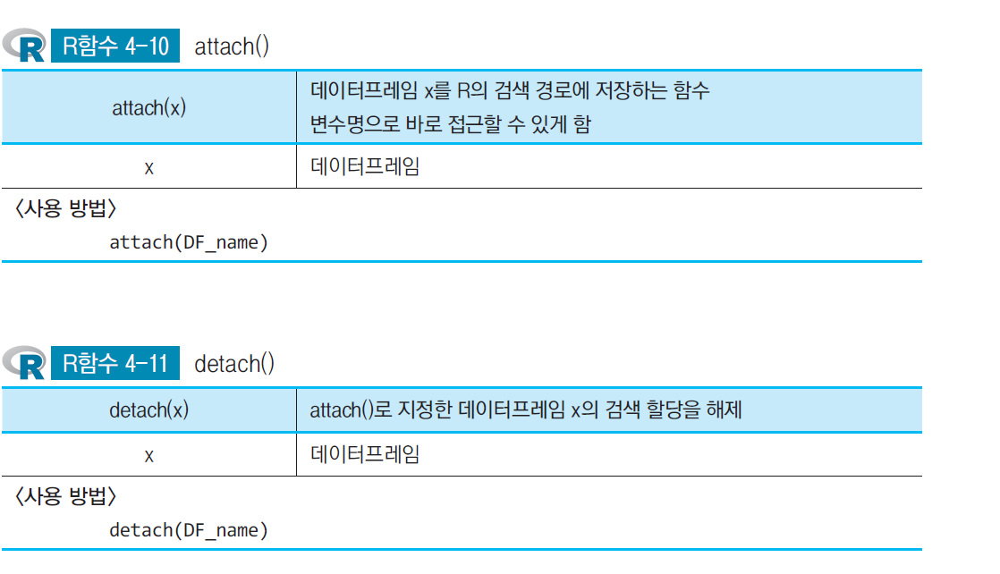 R R함수 4-10 attach()
attach(x)
데이터프레임 x를 R의 검색 경로에 저장하는 함수
변수명으로 바로 접근할 수 있게 함
x 데이터프레임
〈사용 방법〉
attach(DF_name)
R R함수 4-11 detach()
detach(x) attach()로 지정한 데이터프레임 x의 검색 할당을 해제
x 데이터프레임
〈사용 방법〉
detach(DF_name)